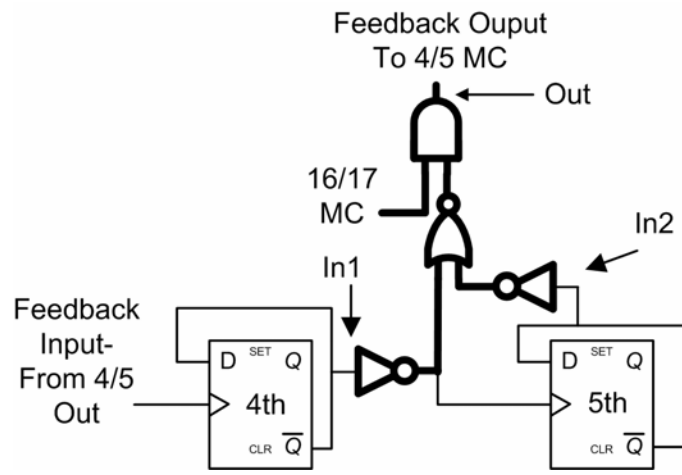 Feedback Ouput
To 4/5 MC
Out
16/17
MC
In2
In1
Feedback
Input-
From 4/5
Out
D SET Q
4th
CLR Q
D SET Q
5th
CLR Q